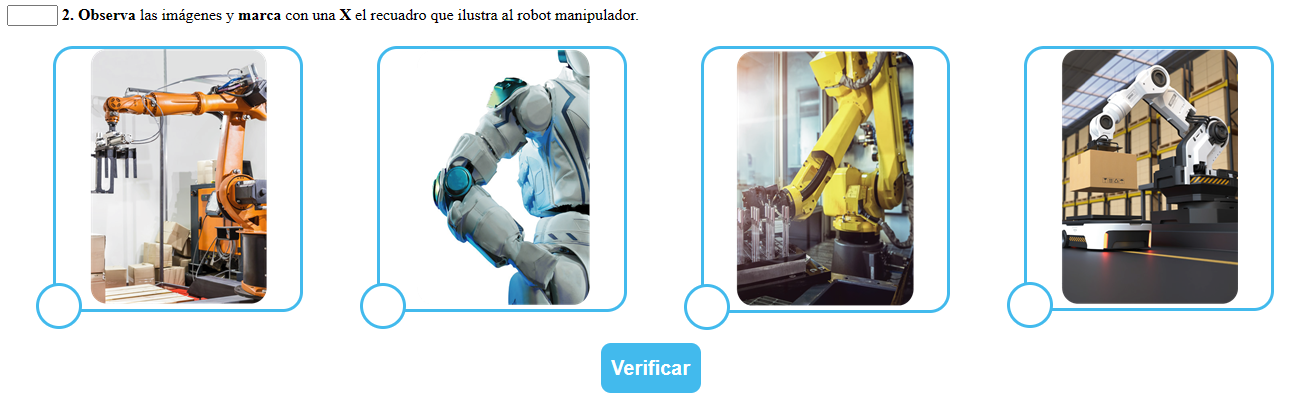 2. Observa las imágenes y marca con una X el recuadro que ilustra al robot manipulador.
Verificar